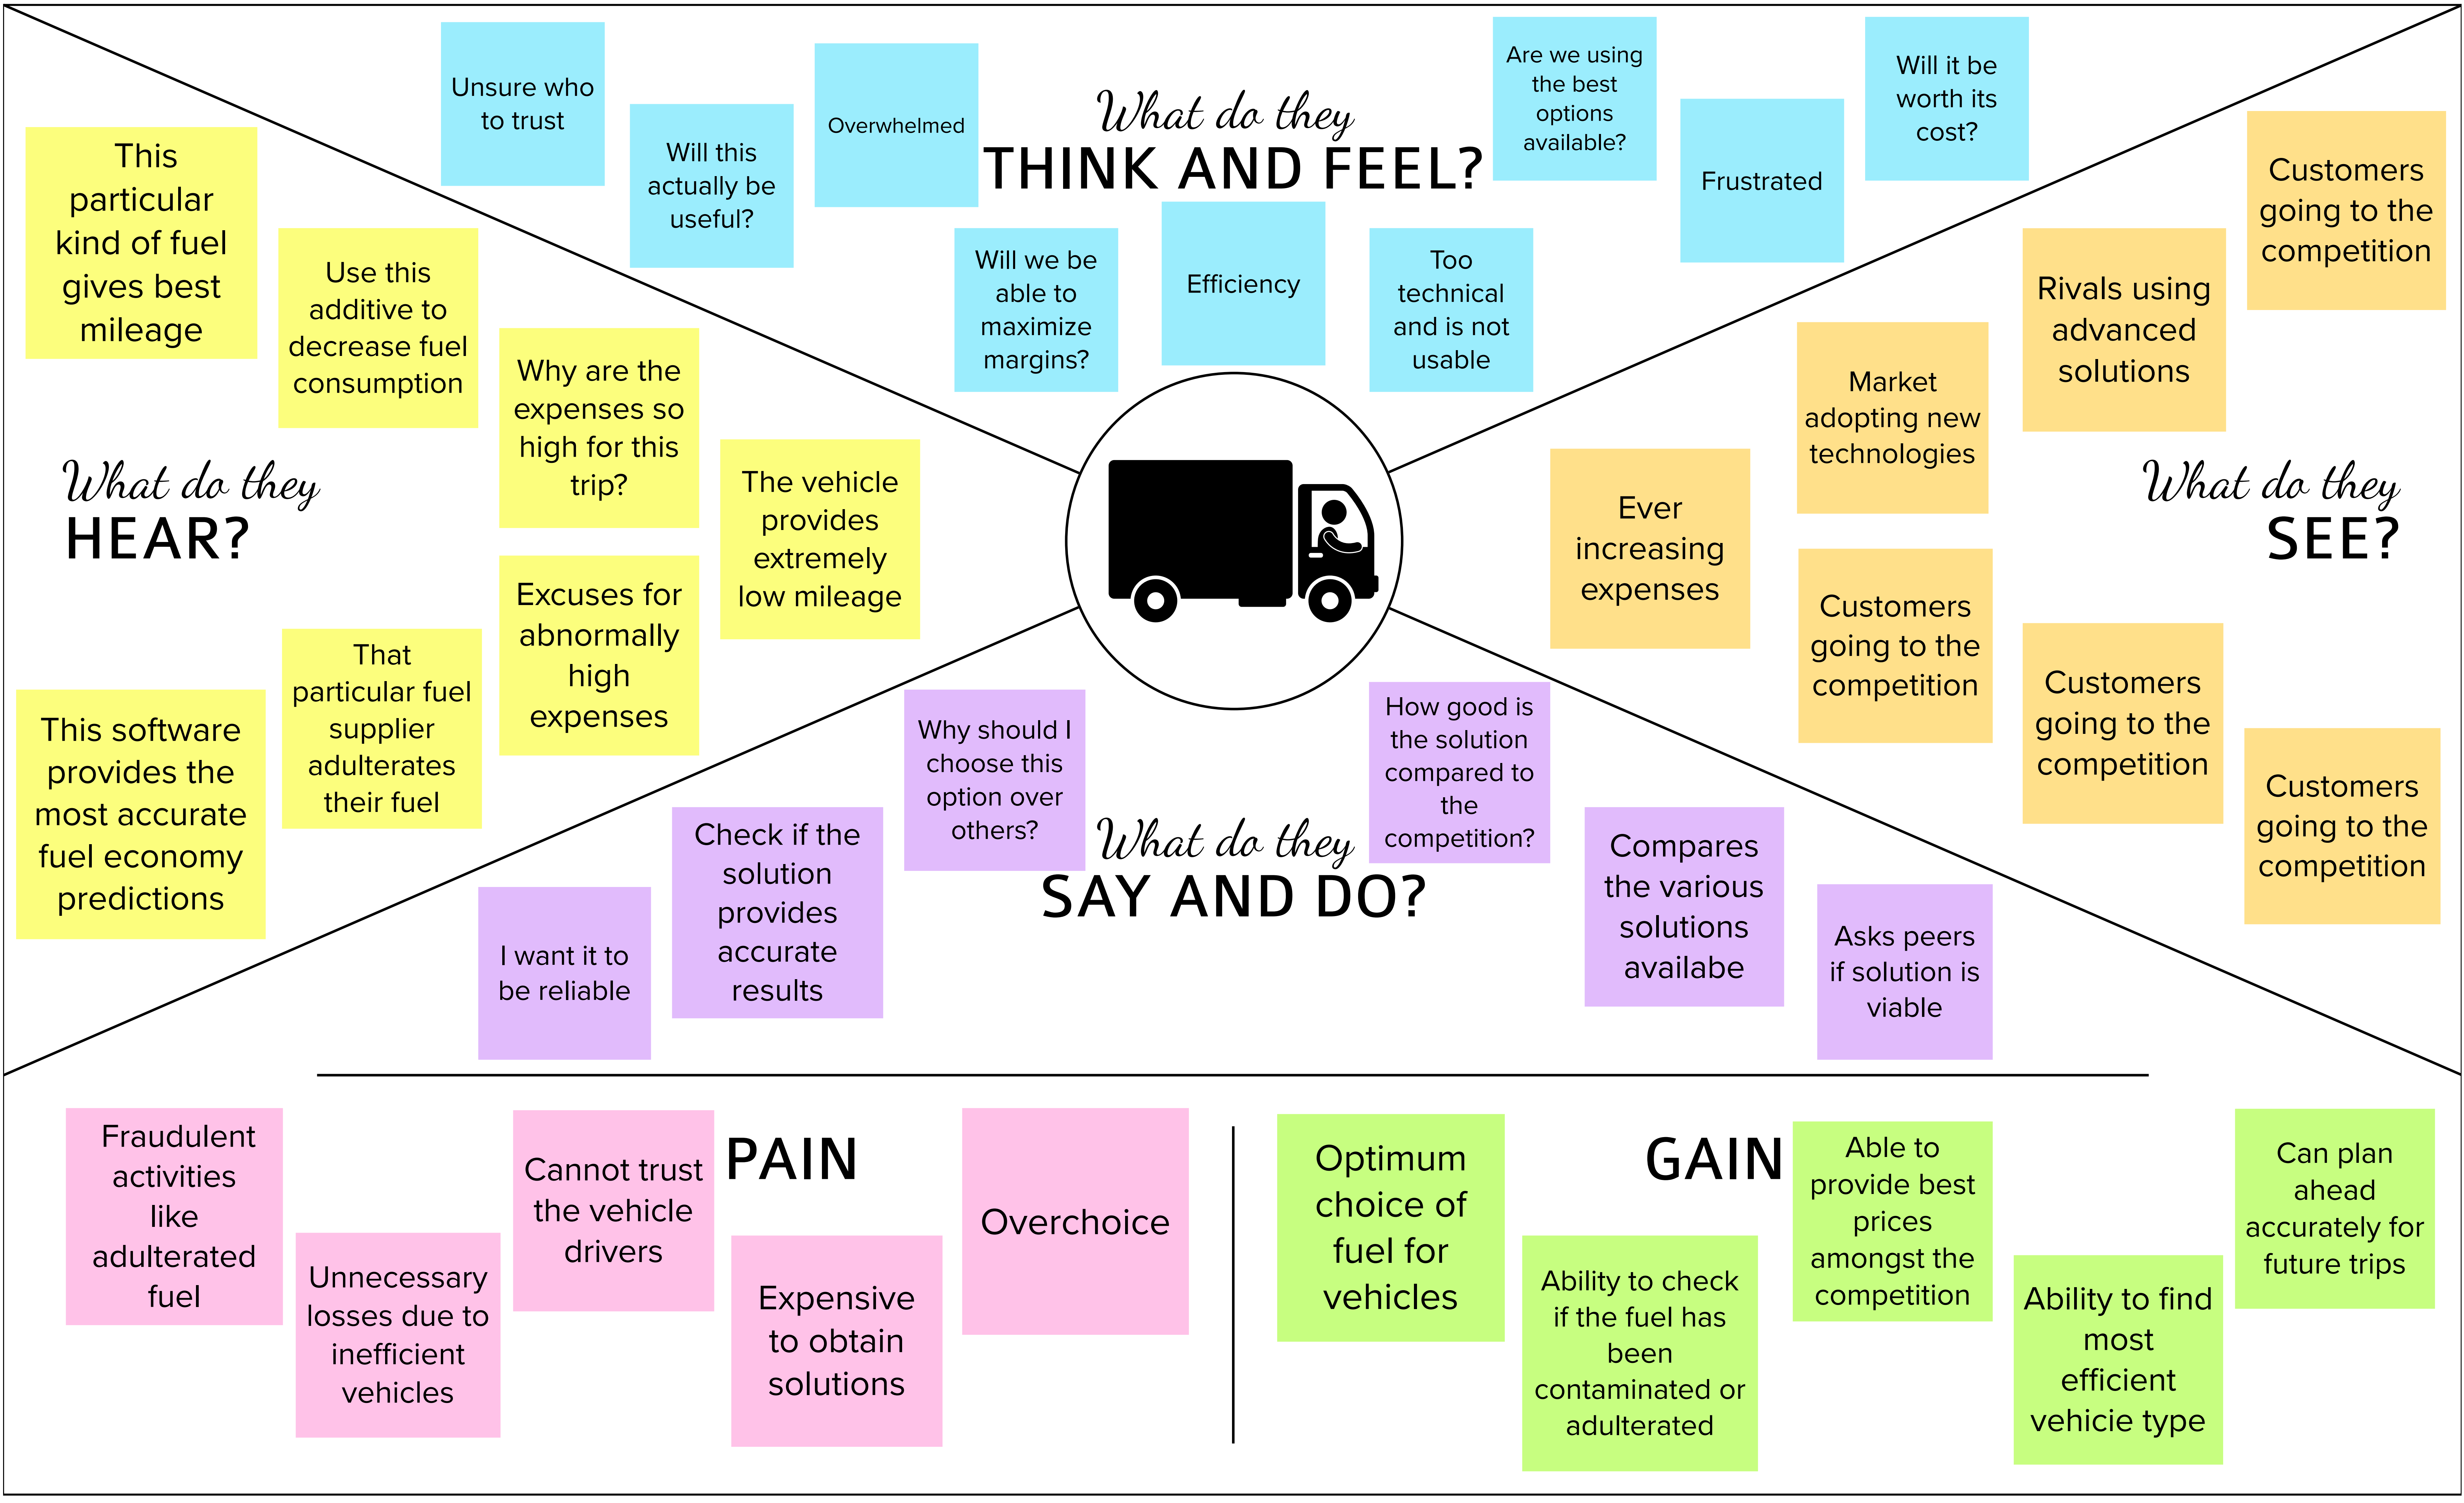 What do they
THINK AND FEEL?
Unsure who
to trust
Will this
actually be
useful?
Overwhelmed
Will we be
able to
maximize
margins?
Efficiency
Too
technical
and is not
usable
Are we using
the best
options
available?
Frustrated
Will it be
worth its
cost?
What do they
HEAR?
This
particular
kind of fuel
gives best
mileage
Use this
additive to
decrease fuel
consumption
Why are the
expenses so
high for this
trip?
The vehicle
provides
extremely
low mileage
Excuses for
abnormally
high
expenses
That
particular fuel
supplier
adulterates
their fuel
This software
provides the
most accurate
fuel economy
predictions
What do they
SEE?
Customers
going to the
competition
Rivals using
advanced
solutions
Market
adopting new
technologies
Ever
increasing
expenses
Customers
going to the
competition
Customers
going to the
competition
Customers
going to the
competition
What do they
SAY AND DO?
I want it to
be reliable
Check if the
solution
provides
accurate
results
Why should I
choose this
option over
others?
How good is
the solution
compared to
the
competition?
Compares
the various
solutions
availabe
Asks peers
if solution is
viable
PAIN
Fraudulent
activities
like
adulterated
fuel
Unnecessary
losses due to
inefficient
vehicles
Cannot trust
the vehicle
drivers
Expensive
to obtain
solutions
Overchoice
GAIN
Optimum
choice of
fuel for
vehicles
Ability to check
if the fuel has
been
contaminated or
adulterated
Able to
provide best
prices
amongst the
competition
Ability to find
most
efficient
vehicie type
Can plan
ahead
accurately for
future trips